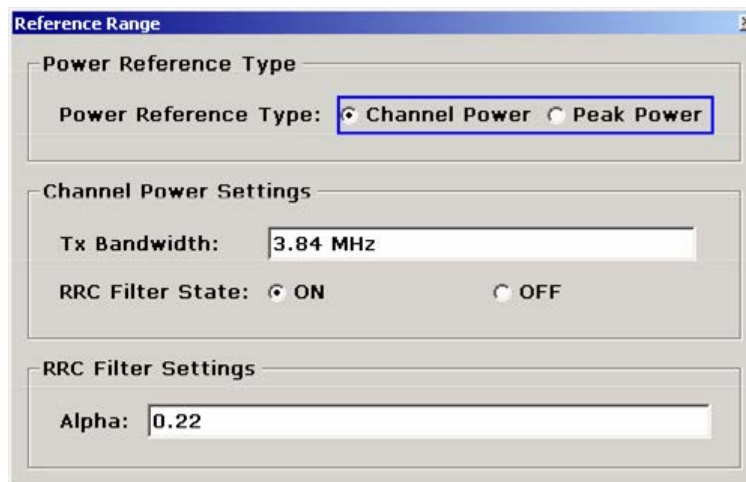 Reference Range
Power Reference Type
Power Reference Type: Channel Power Peak Power
Channel Power Settings
Tx Bandwidth: 3.84 MHz
RRC Filter State: ON OFF
RRC Filter Settings
Alpha: 0.22